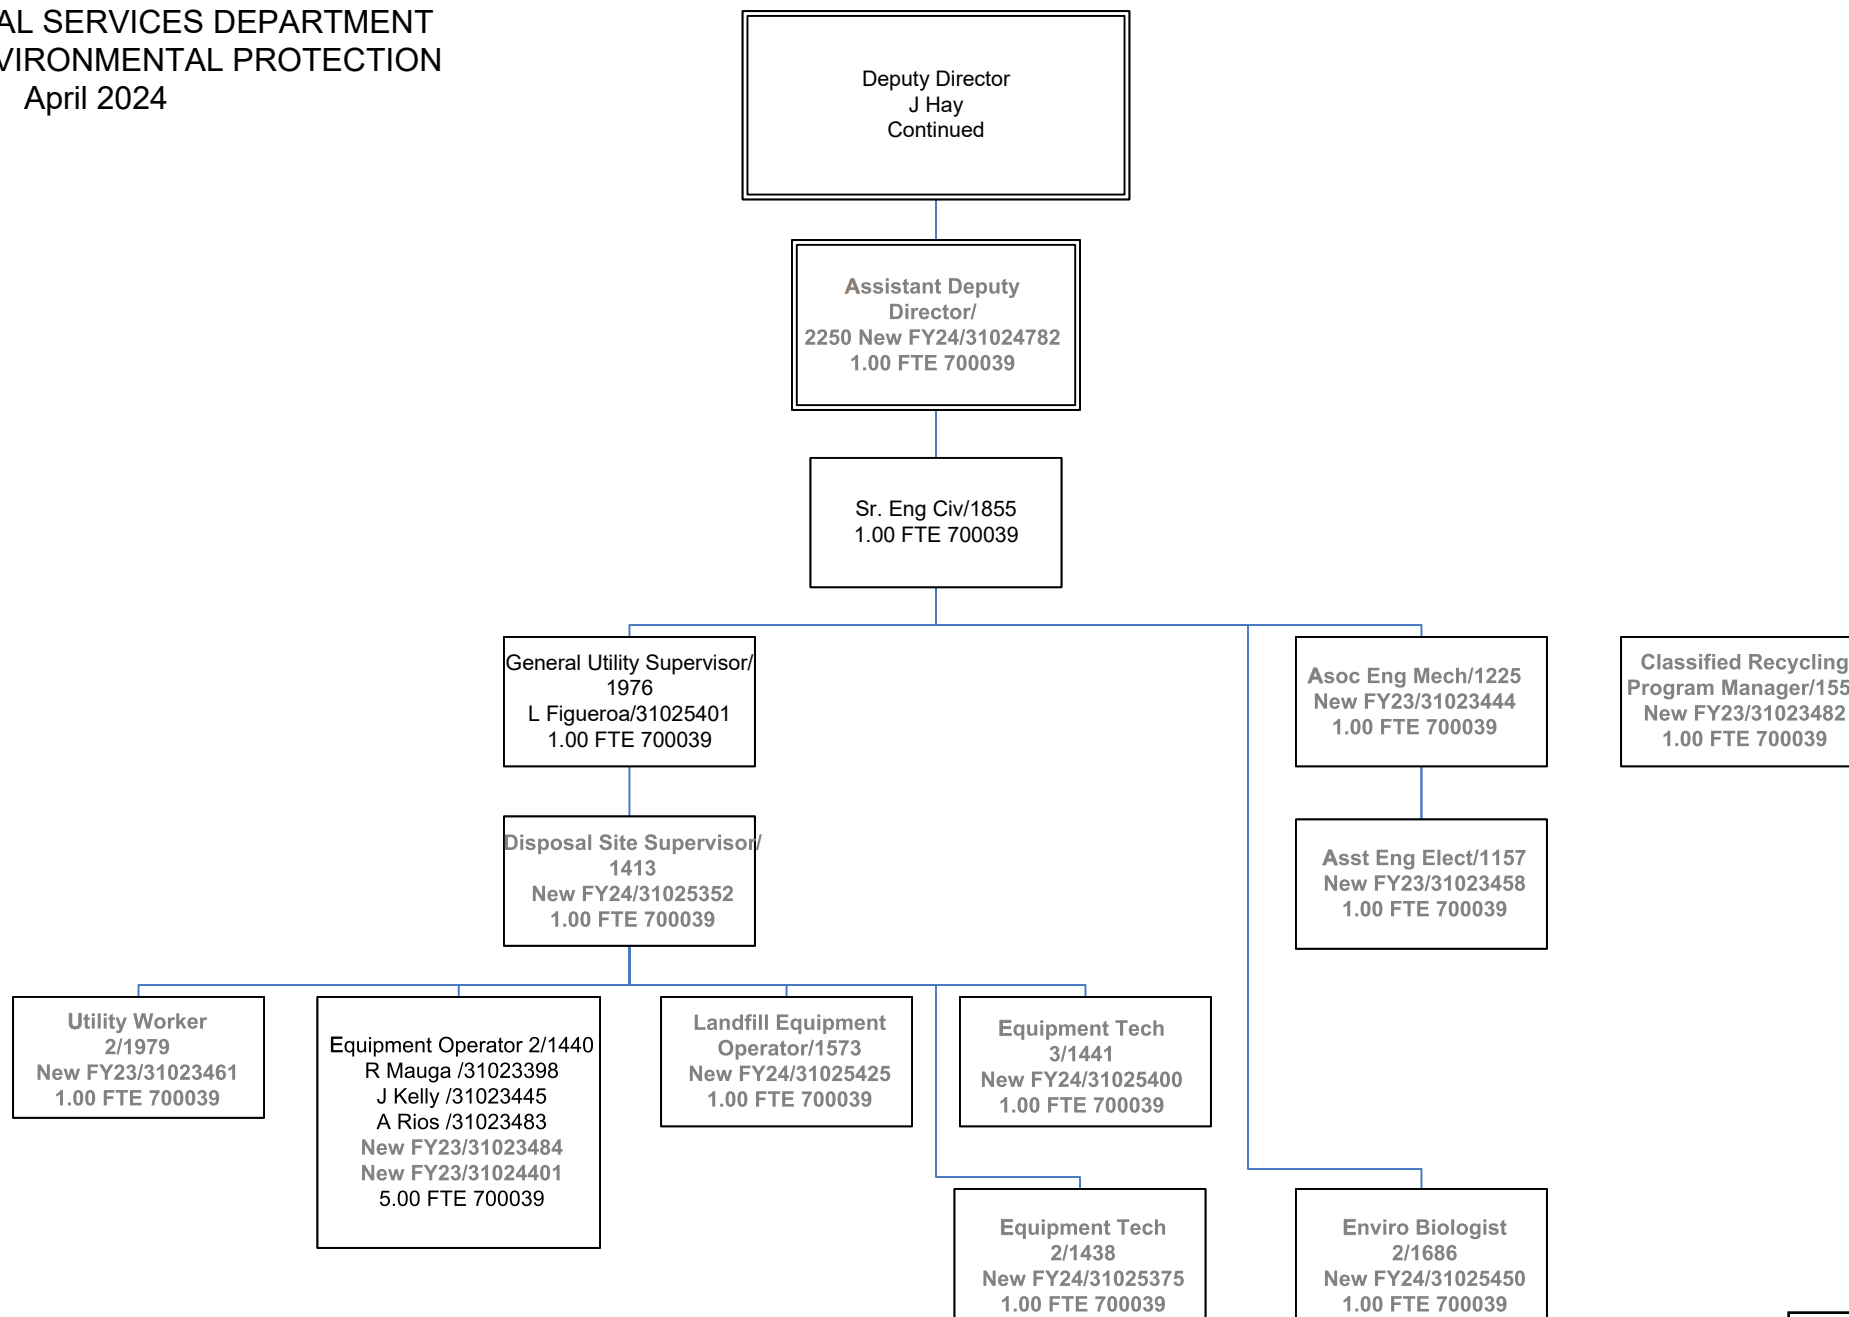 AL SERVICES DEPARTMENT
VIRONMENTAL PROTECTION
April 2024
Deputy Director
J Hay
Continued
Assistant Deputy
Director/
2250 New FY24/31024782
1.00 FTE 700039
Sr. Eng Civ/1855
1.00 FTE 700039
General Utility Supervisor/
1976
L Figueroa/31025401
1.00 FTE 700039
Asoc Eng Mech/1225
New FY23/31023444
1.00 FTE 700039
Classified Recycling
Program Manager/155
New FY23/31023482
1.00 FTE 700039
Disposal Site Supervisor/
1413
New FY24/31025352
1.00 FTE 700039
Asst Eng Elect/1157
New FY23/31023458
1.00 FTE 700039
Utility Worker
2/1979
New FY23/31023461
1.00 FTE 700039
Equipment Operator 2/1440
R Mauga /31023398
J Kelly /31023445
A Rios /31023483
New FY23/31023484
New FY23/31024401
5.00 FTE 700039
Landfill Equipment
Operator/1573
New FY24/31025425
1.00 FTE 700039
Equipment Tech
3/1441
New FY24/31025400
1.00 FTE 700039
Equipment Tech
2/1438
New FY24/31025375
1.00 FTE 700039
Enviro Biologist
2/1686
New FY24/31025450
1.00 FTE 700039